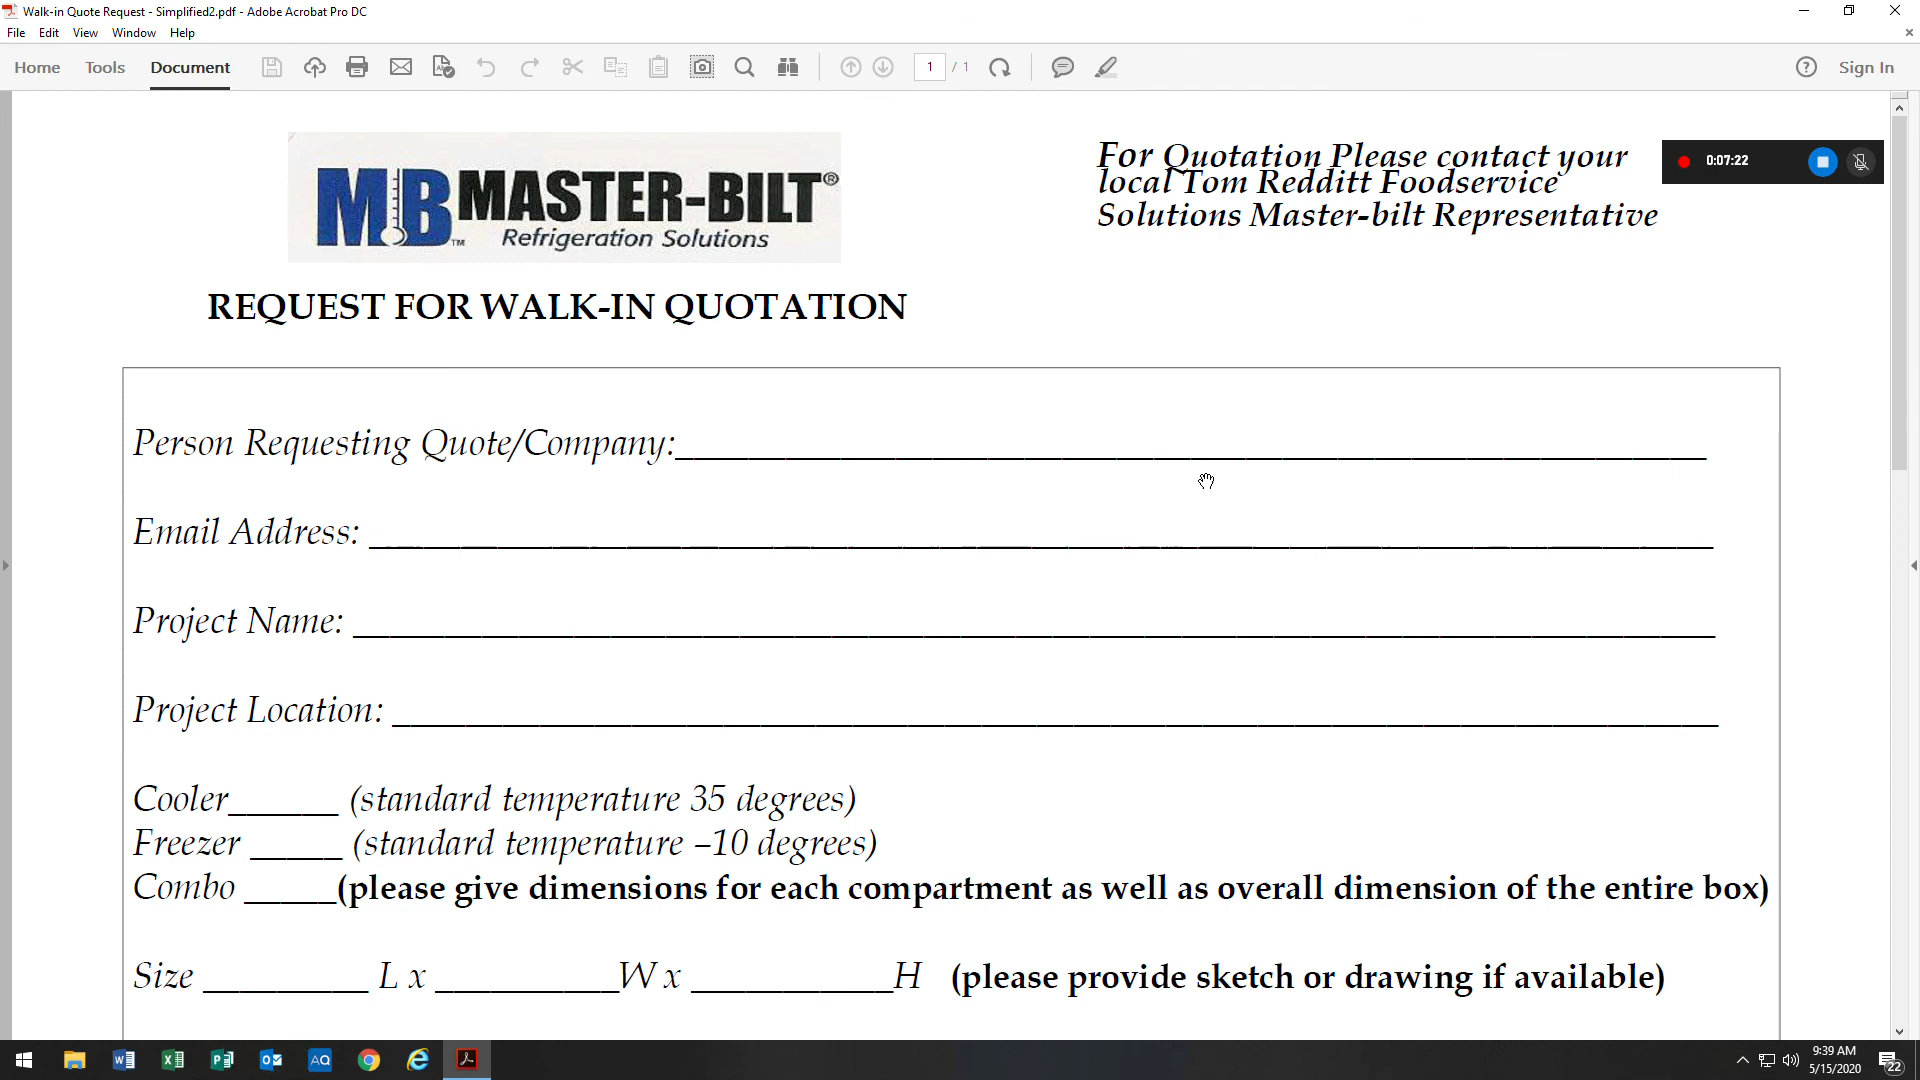 Walk-in Quote Request - Simplified2.pdf - Adobe Acrobat Pro DC
File Edit View Window Help
Home Tools Document 1 / 1 Sign In
MB™ MASTER-BILT®
Refrigeration Solutions
For Quotation Please contact your
local Tom Redditt Foodservice
Solutions Master-bilt Representative
0:07:22
REQUEST FOR WALK-IN QUOTATION
Person Requesting Quote/Company:
Email Address:
Project Name:
Project Location:
Cooler______ (standard temperature 35 degrees)
Freezer _____ (standard temperature –10 degrees)
Combo _____(please give dimensions for each compartment as well as overall dimension of the entire box)
Size _________ L x __________W x ___________H (please provide sketch or drawing if available)
9:39 AM
5/15/2020
22